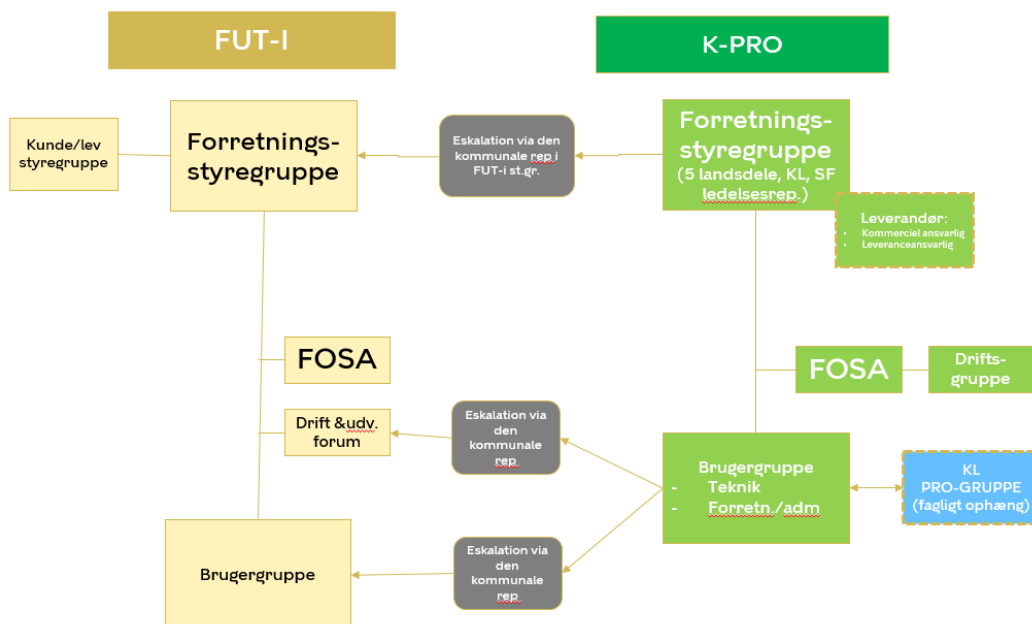 FUT-I
K-PRO
Kunde/lev
styregruppe
Forretnings-
styregruppe
Eskalation via den
kommunale rep i
FUT-i st.gr.
Forretnings-
styregruppe
(5 landsdele, KL, SF
ledelsesrep.)
Leverandør:
- Kommerciel ansvarlig
- Leveranceansvarlig
FOSA
FOSA
Drifts-
gruppe
Drift &udv.
forum
Eskalation via
den
kommunale
rep
Brugergruppe
- Teknik
- Forretn./adm
KL
PRO-GRUPPE
(fagligt ophæng)
Brugergruppe
Eskalation via
den
kommunale
rep